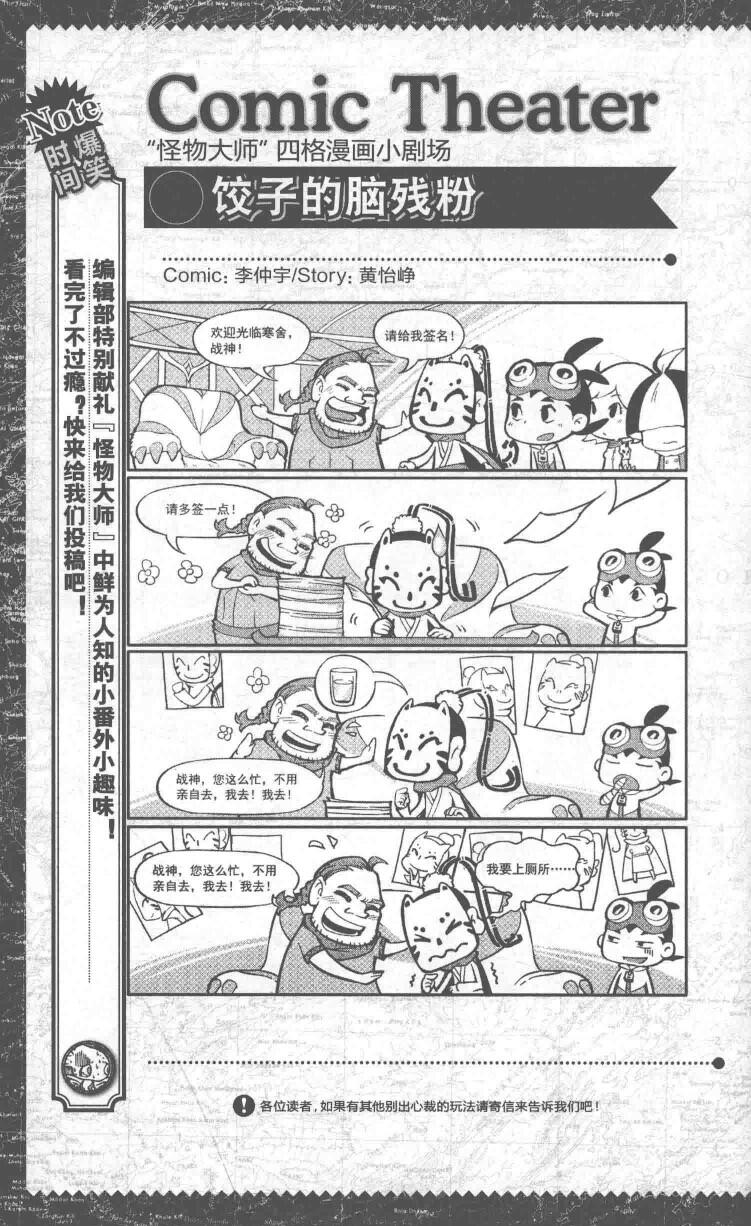 Comic Theater
“怪物大师”四格漫画小剧场
饺子的脑残粉
Comic: 李仲宇/Story: 黄怡峥
Note
爆笑
时间
编辑部特别献礼『怪物大师』中鲜为人知的小番外小趣味！
看完了不过瘾？快来给我们投稿吧！
欢迎光临寒舍，
战神！
请给我签名！
请多签一点！
战神，您这么忙，不用
亲自去，我去！我去！
战神，您这么忙，不用
亲自去，我去！我去！
我要上厕所……
各位读者，如果有其他别出心裁的玩法请寄信来告诉我们吧！